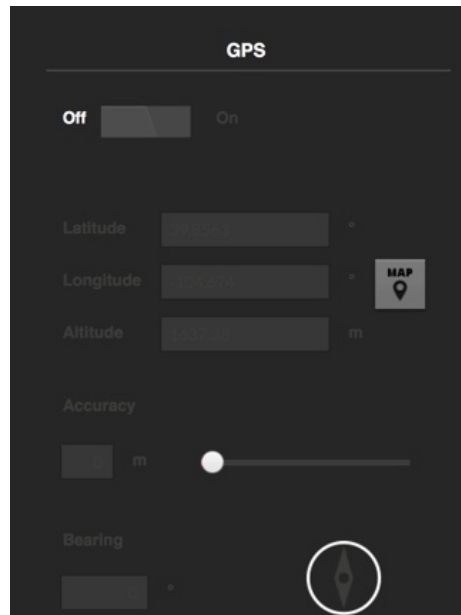 GPS
Off On
Latitude °
Longitude ° MAP
Altitude m
Accuracy
m
Bearing
°